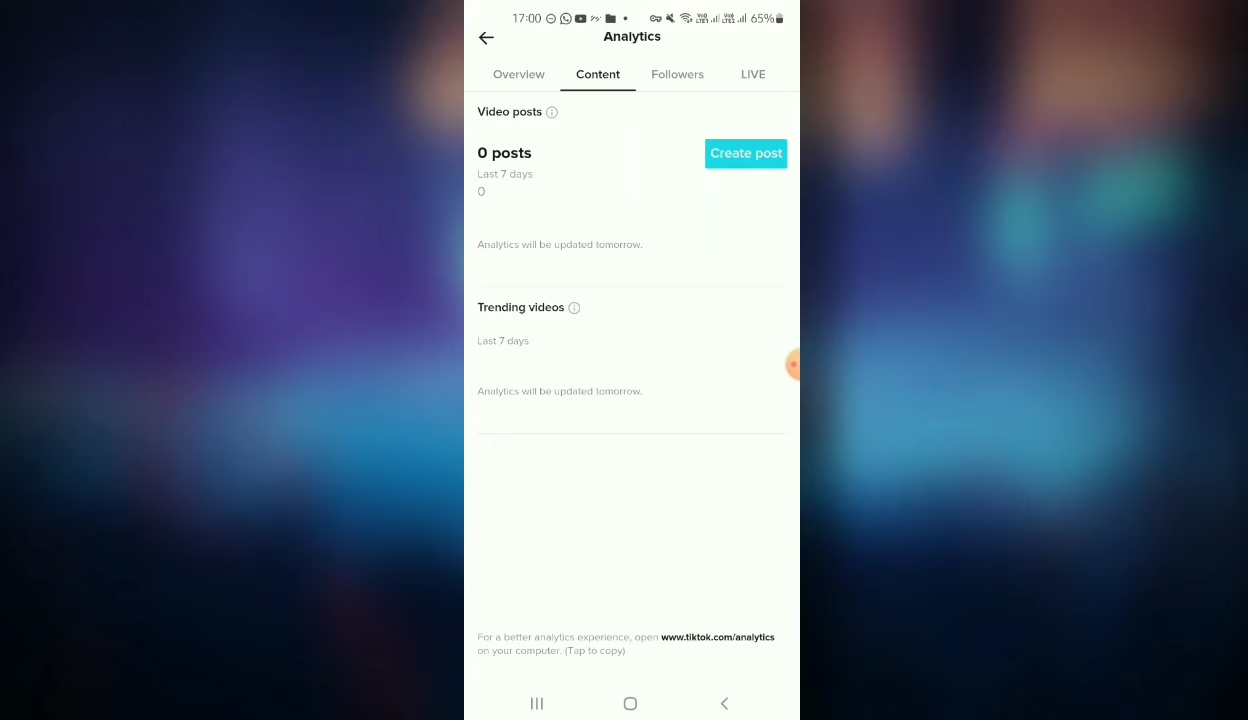 17:00 65%
Analytics
Overview Content Followers LIVE
Video posts
0 posts
Create post
Last 7 days
0
Analytics will be updated tomorrow.
Trending videos
Last 7 days
Analytics will be updated tomorrow.
For a better analytics experience, open www.tiktok.com/analytics
on your computer. (Tap to copy)